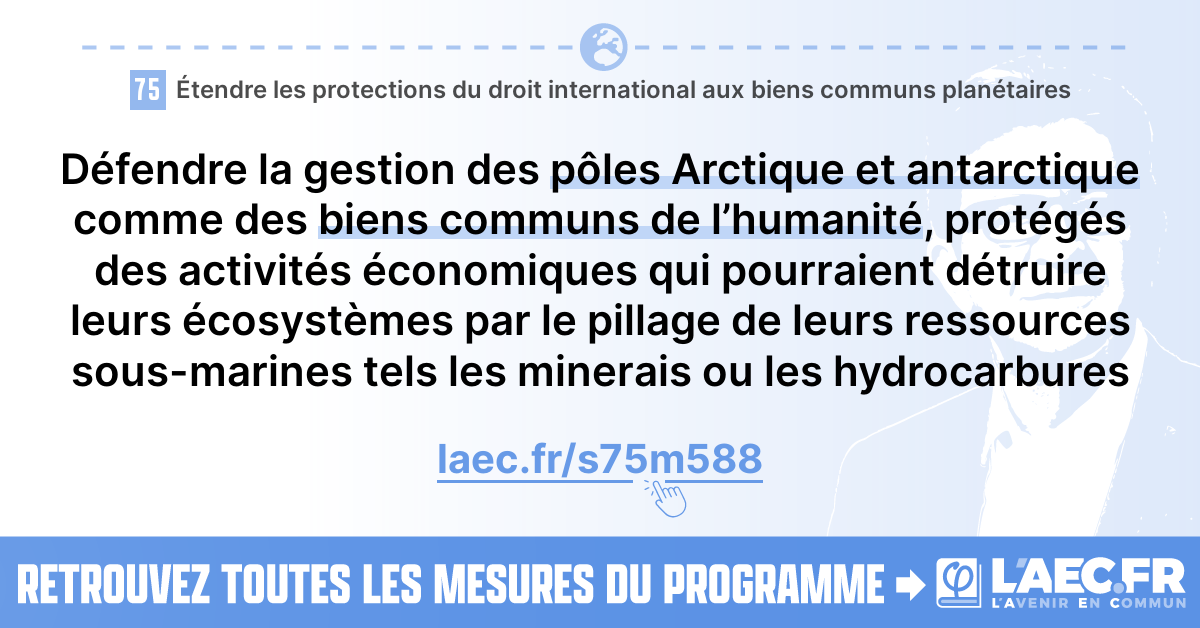 75 Étendre les protections du droit international aux biens communs planétaires
Défendre la gestion des pôles Arctique et antarctique
comme des biens communs de l’humanité, protégés
des activités économiques qui pourraient détruire
leurs écosystèmes par le pillage de leurs ressources
sous-marines tels les minerais ou les hydrocarbures
laec.fr/s75m588
RETROUVEZ TOUTES LES MESURES DU PROGRAMME
L'AEC.FR
L'AVENIR EN COMMUN